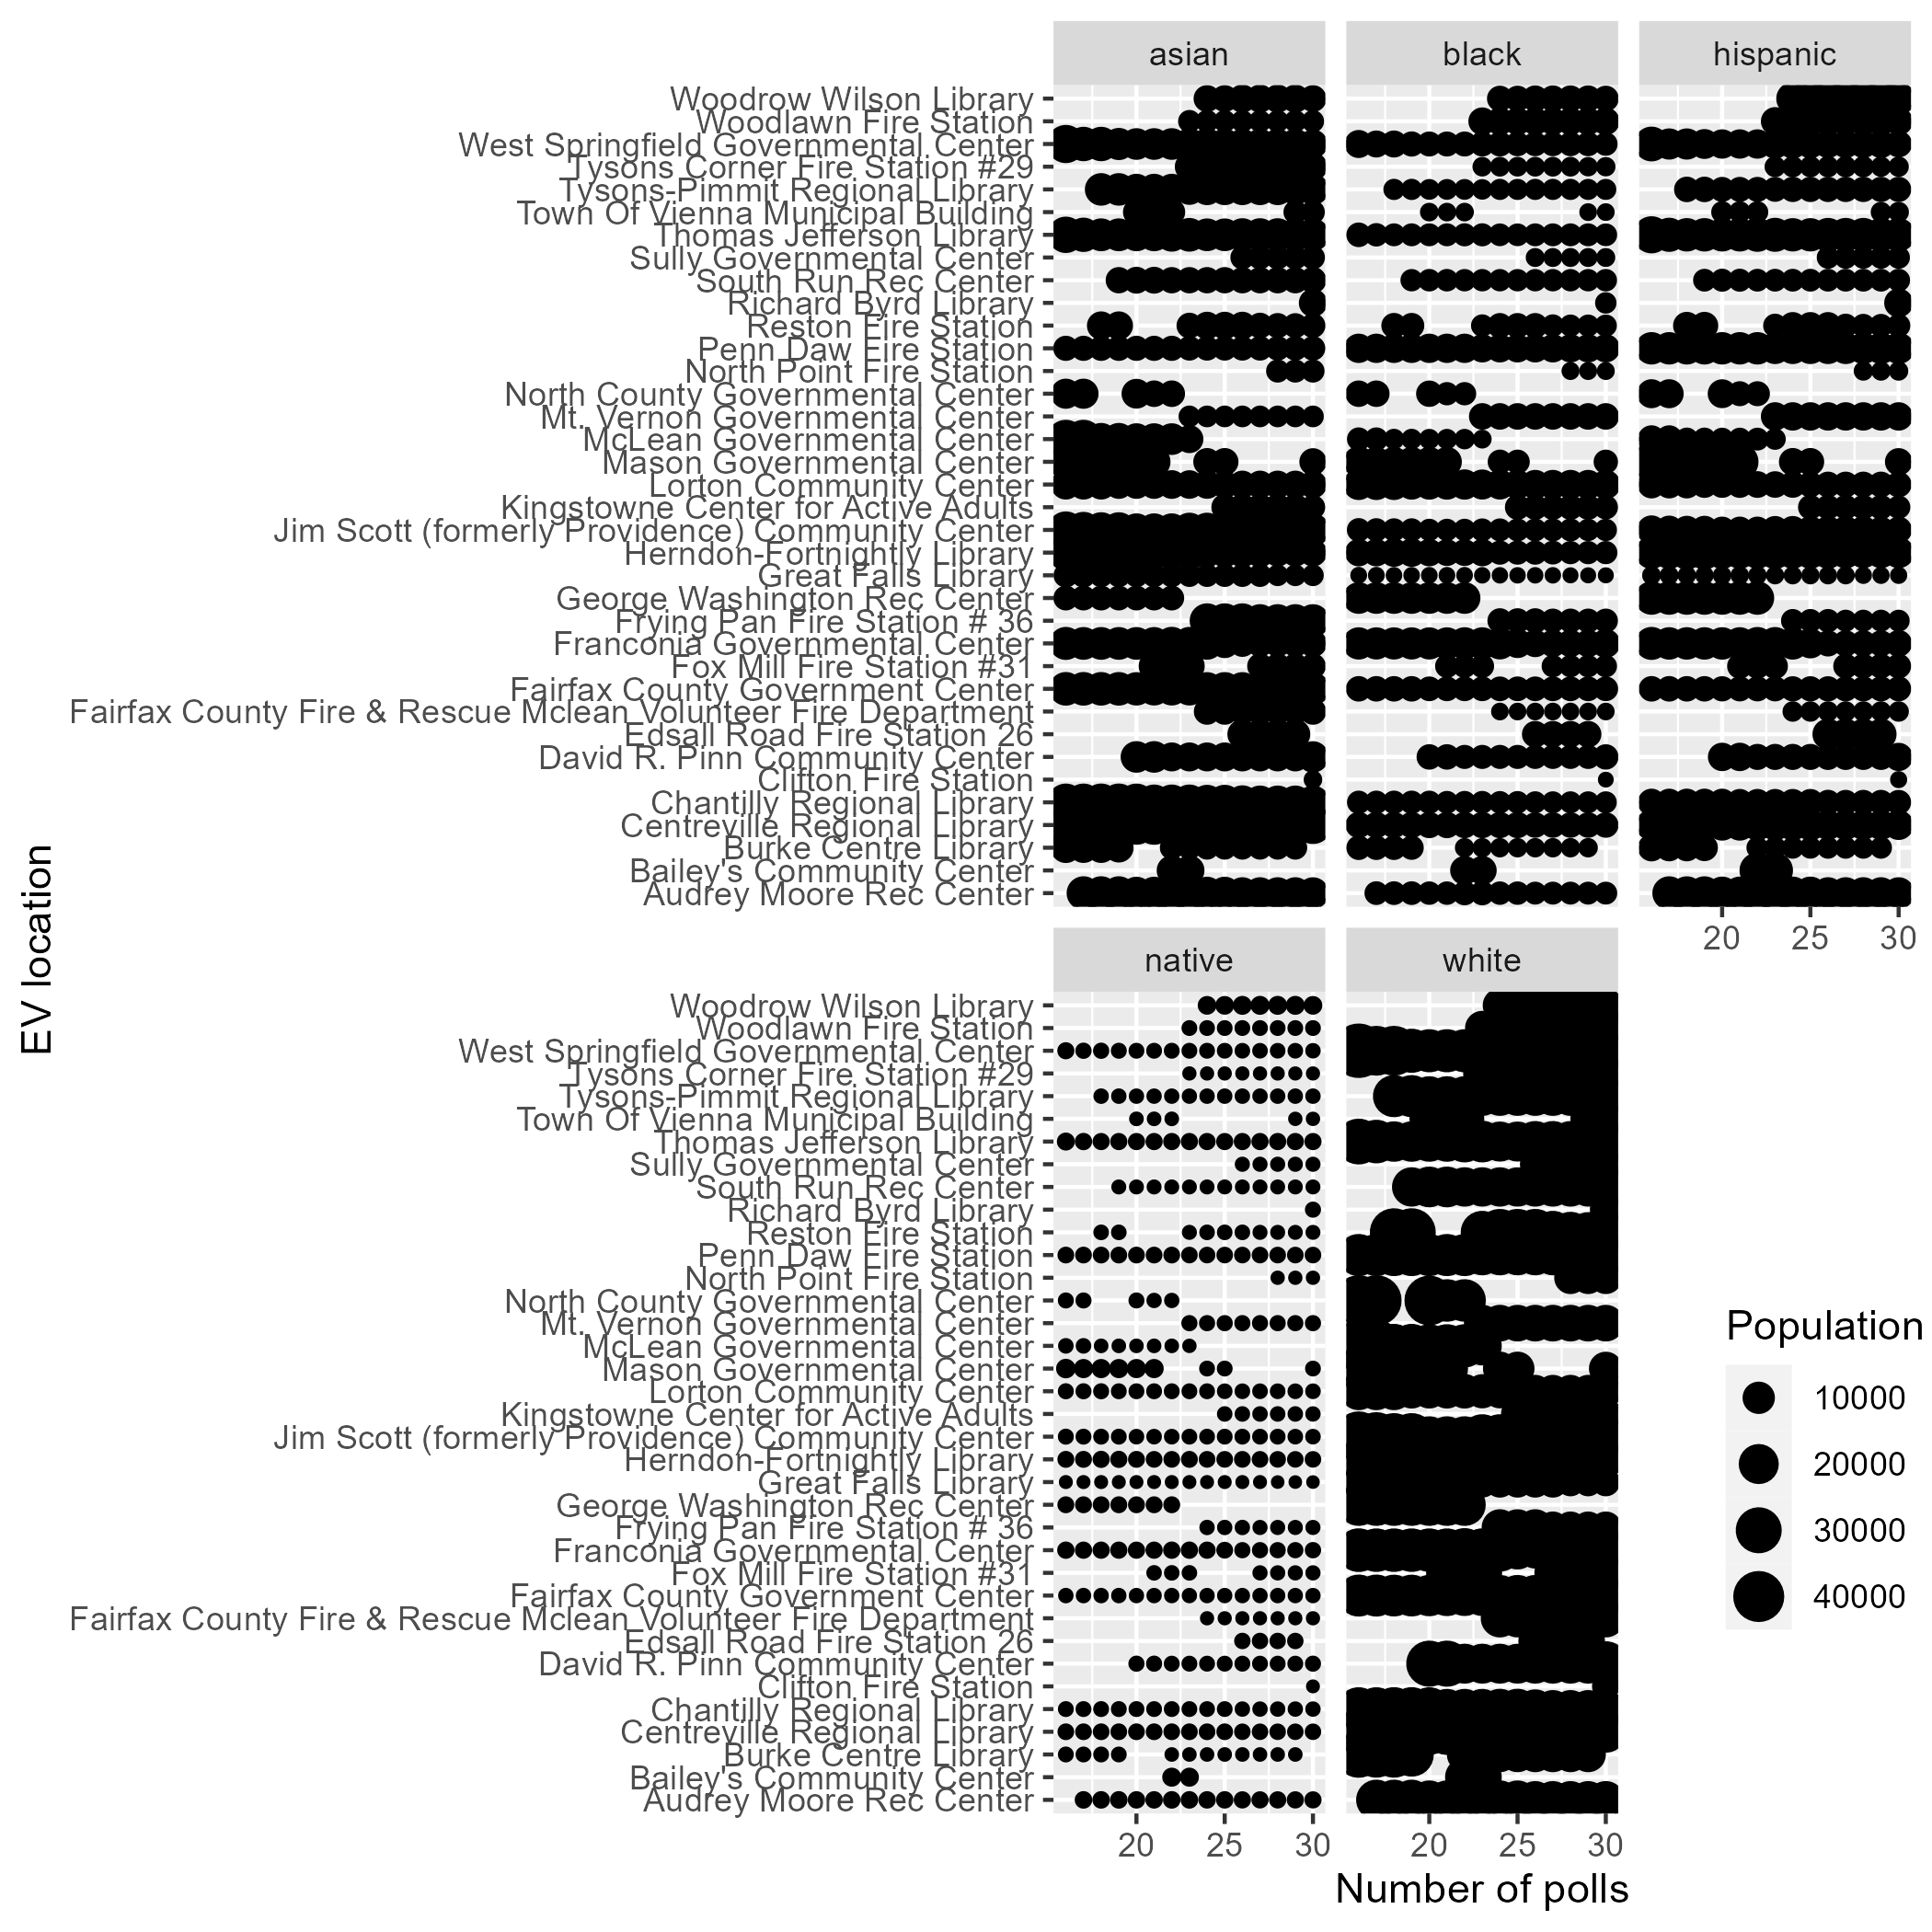 asian black hispanic
Woodrow Wilson Library
Woodlawn Fire Station
West Springfield Governmental Center
Tysons Corner Fire Station #29
Tysons-Pimmit Regional Library
Town Of Vienna Municipal Building
Thomas Jefferson Library
Sully Governmental Center
South Run Rec Center
Richard Byrd Library
Reston Fire Station
Penn Daw Fire Station
North Point Fire Station
North County Governmental Center
Mt. Vernon Governmental Center
McLean Governmental Center
Mason Governmental Center
Lorton Community Center
Kingstowne Center for Active Adults
Jim Scott (formerly Providence) Community Center
Herndon-Fortnightly Library
Great Falls Library
George Washington Rec Center
Frying Pan Fire Station # 36
Franconia Governmental Center
Fox Mill Fire Station #31
Fairfax County Government Center
Fairfax County Fire & Rescue Mclean Volunteer Fire Department
Edsall Road Fire Station 26
David R. Pinn Community Center
Clifton Fire Station
Chantilly Regional Library
Centreville Regional Library
Burke Centre Library
Bailey's Community Center
Audrey Moore Rec Center
20 25 30
EV location
native white
Woodrow Wilson Library
Woodlawn Fire Station
West Springfield Governmental Center
Tysons Corner Fire Station #29
Tysons-Pimmit Regional Library
Town Of Vienna Municipal Building
Thomas Jefferson Library
Sully Governmental Center
South Run Rec Center
Richard Byrd Library
Reston Fire Station
Penn Daw Fire Station
North Point Fire Station
North County Governmental Center
Mt. Vernon Governmental Center
McLean Governmental Center
Mason Governmental Center
Lorton Community Center
Kingstowne Center for Active Adults
Jim Scott (formerly Providence) Community Center
Herndon-Fortnightly Library
Great Falls Library
George Washington Rec Center
Frying Pan Fire Station # 36
Franconia Governmental Center
Fox Mill Fire Station #31
Fairfax County Government Center
Fairfax County Fire & Rescue Mclean Volunteer Fire Department
Edsall Road Fire Station 26
David R. Pinn Community Center
Clifton Fire Station
Chantilly Regional Library
Centreville Regional Library
Burke Centre Library
Bailey's Community Center
Audrey Moore Rec Center
20 25 30 20 25 30
Number of polls
Population
10000
20000
30000
40000